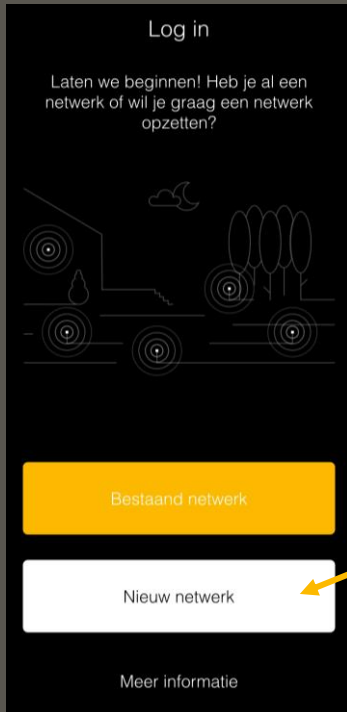 Log in
Laten we beginnen! Heb je al een
netwerk of wil je graag een netwerk
opzetten?
Bestaand netwerk
Nieuw netwerk
Meer informatie